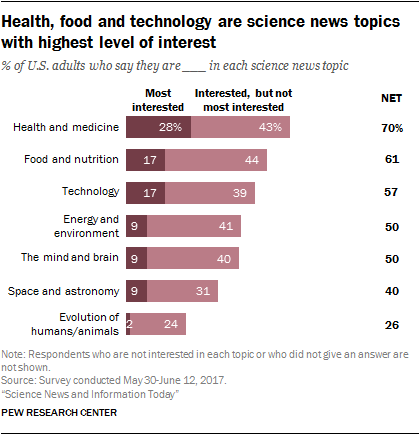 Health, food and technology are science news topics
with highest level of interest
% of U.S. adults who say they are ___ in each science news topic
Most interested
Interested, but not most interested
NET
Health and medicine 28% 43% 70%
Food and nutrition 17 44 61
Technology 17 39 57
Energy and environment 9 41 50
The mind and brain 9 40 50
Space and astronomy 9 31 40
Evolution of humans/animals 2 24 26
Note: Respondents who are not interested in each topic or who did not give an answer are
not shown.
Source: Survey conducted May 30-June 12, 2017.
“Science News and Information Today”
PEW RESEARCH CENTER